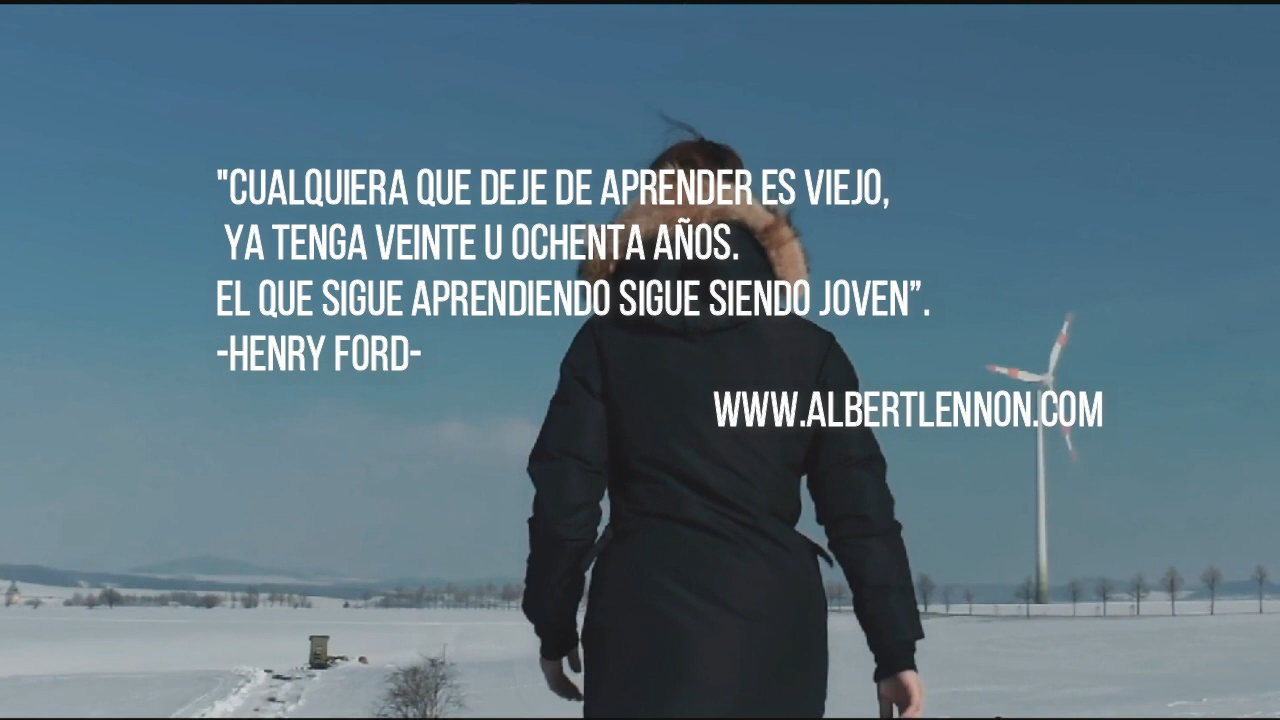 "CUALQUIERA QUE DEJE DE APRENDER ES VIEJO,
YA TENGA VEINTE U OCHENTA AÑOS.
EL QUE SIGUE APRENDIENDO SIGUE SIENDO JOVEN”.
-HENRY FORD-
WWW.ALBERTLENNON.COM